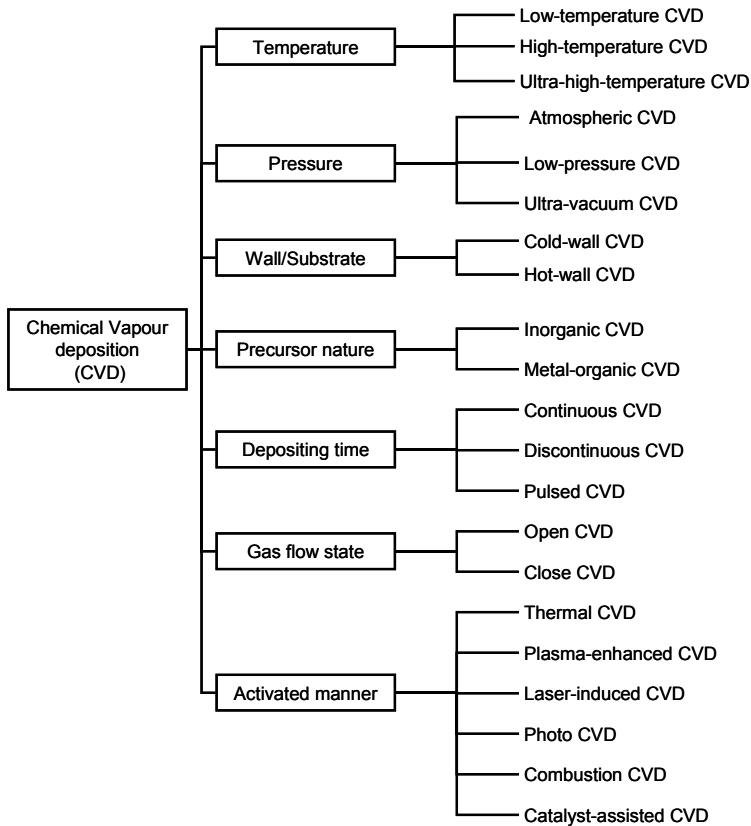 Chemical Vapour
deposition
(CVD)
Temperature
Low-temperature CVD
High-temperature CVD
Ultra-high-temperature CVD
Pressure
Atmospheric CVD
Low-pressure CVD
Ultra-vacuum CVD
Wall/Substrate
Cold-wall CVD
Hot-wall CVD
Precursor nature
Inorganic CVD
Metal-organic CVD
Depositing time
Continuous CVD
Discontinuous CVD
Pulsed CVD
Gas flow state
Open CVD
Close CVD
Activated manner
Thermal CVD
Plasma-enhanced CVD
Laser-induced CVD
Photo CVD
Combustion CVD
Catalyst-assisted CVD